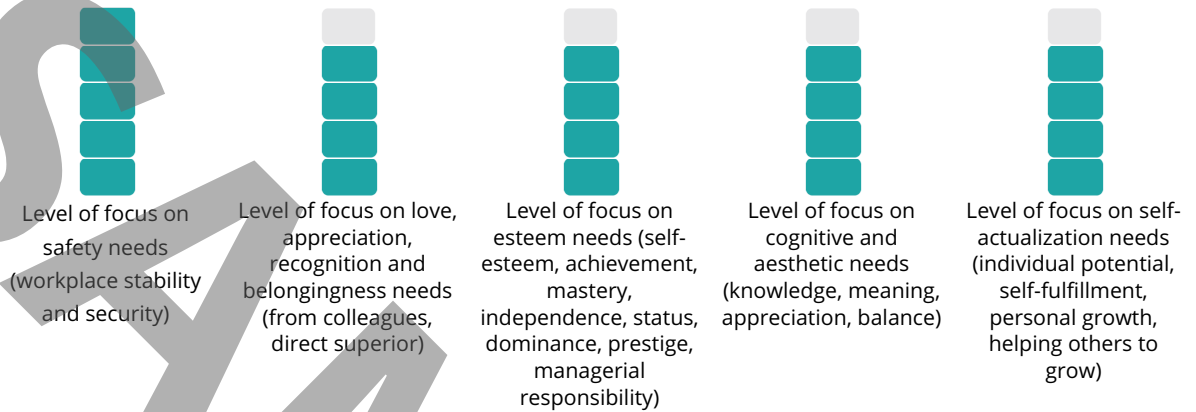 Level of focus on
safety needs
(workplace stability
and security)
Level of focus on love,
appreciation,
recognition and
belongingness needs
(from colleagues,
direct superior)
Level of focus on
esteem needs (self-
esteem, achievement,
mastery,
independence, status,
dominance, prestige,
managerial
responsibility)
Level of focus on
cognitive and
aesthetic needs
(knowledge, meaning,
appreciation, balance)
Level of focus on self-
actualization needs
(individual potential,
self-fulfillment,
personal growth,
helping others to
grow)